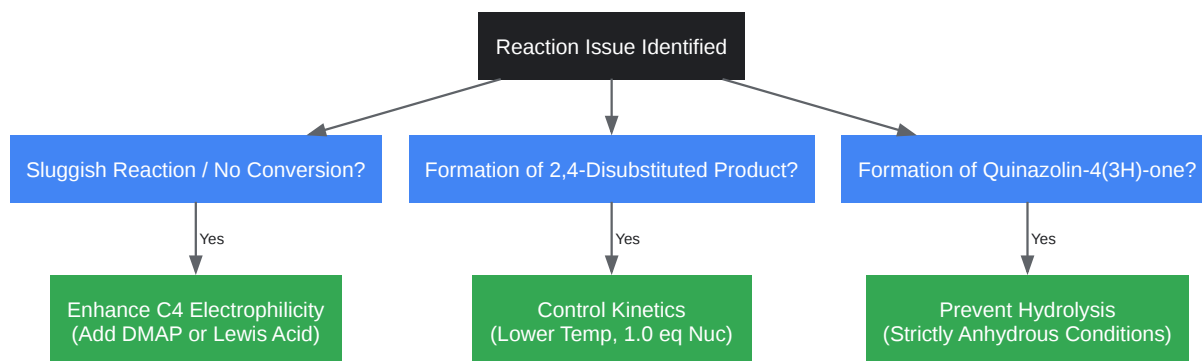 Reaction Issue Identified
Sluggish Reaction / No Conversion?
Formation of 2,4-Disubstituted Product?
Formation of Quinazolin-4(3H)-one?
Yes
Yes
Yes
Enhance C4 Electrophilicity
(Add DMAP or Lewis Acid)
Control Kinetics
(Lower Temp, 1.0 eq Nuc)
Prevent Hydrolysis
(Strictly Anhydrous Conditions)